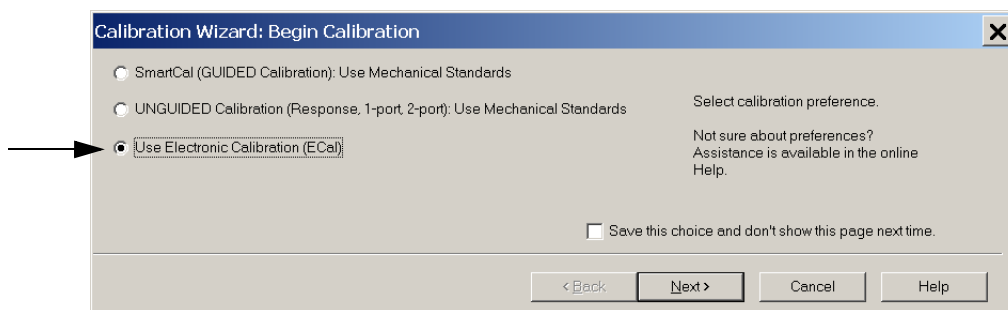 Calibration Wizard: Begin Calibration
SmartCal (GUIDED Calibration): Use Mechanical Standards
UNGUIDED Calibration (Response, 1-port, 2-port): Use Mechanical Standards
Use Electronic Calibration (ECal)
Select calibration preference.
Not sure about preferences?
Assistance is available in the online
Help.
Save this choice and don't show this page next time.
< Back
Next >
Cancel
Help